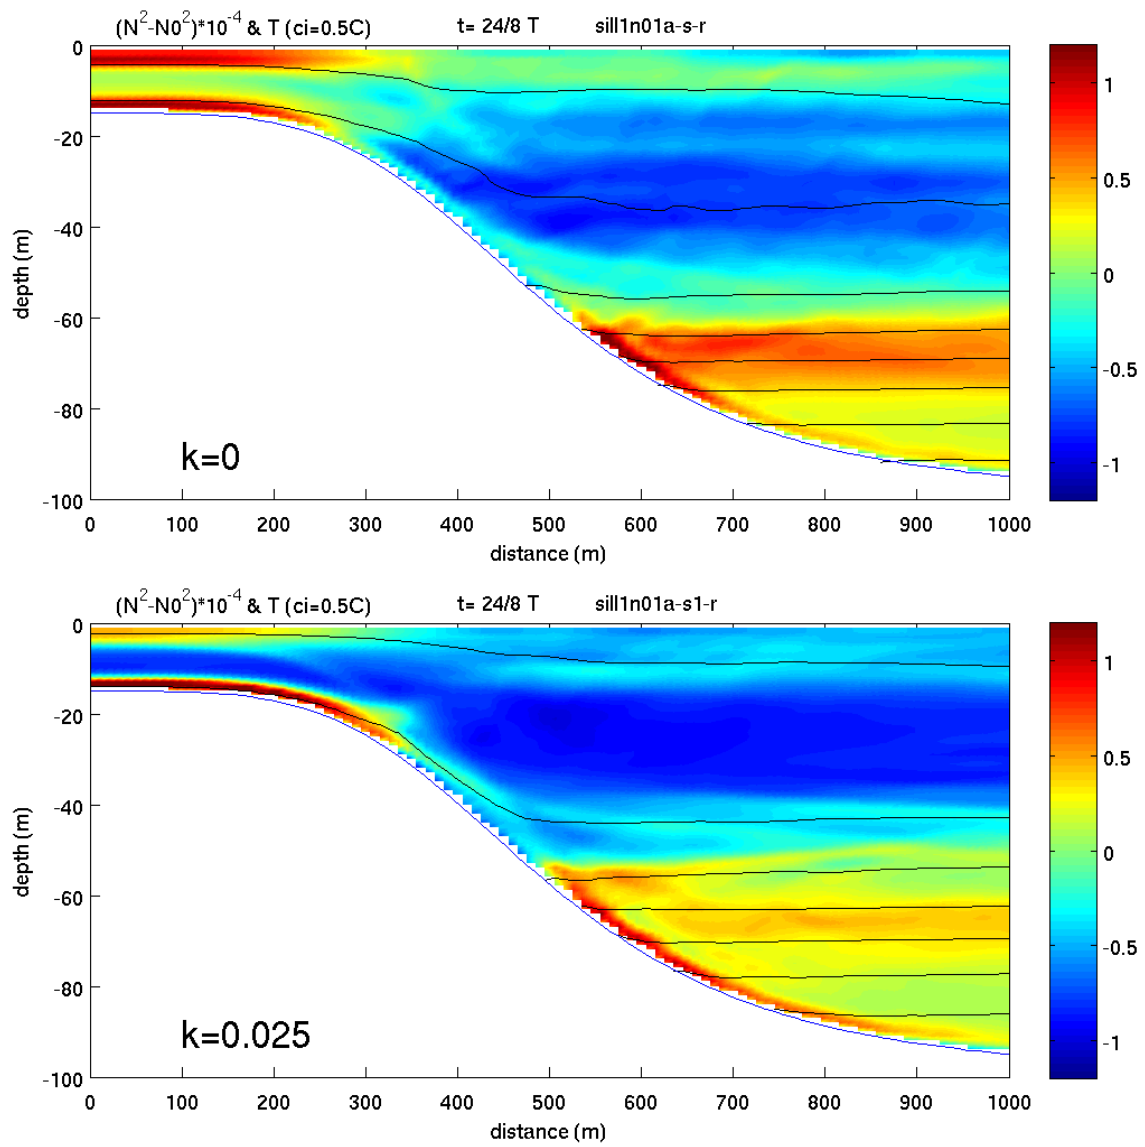 (N²-N0²)*10⁻⁴ & T (ci=0.5C) t= 24/8 T sill1n01a-s-r
0
-20
-40
-60
-80
-100
depth (m)
k=0
0 100 200 300 400 500 600 700 800 900 1000
distance (m)
1
0.5
0
-0.5
-1
(N²-N0²)*10⁻⁴ & T (ci=0.5C) t= 24/8 T sill1n01a-s1-r
0
-20
-40
-60
-80
-100
depth (m)
k=0.025
0 100 200 300 400 500 600 700 800 900 1000
distance (m)
1
0.5
0
-0.5
-1